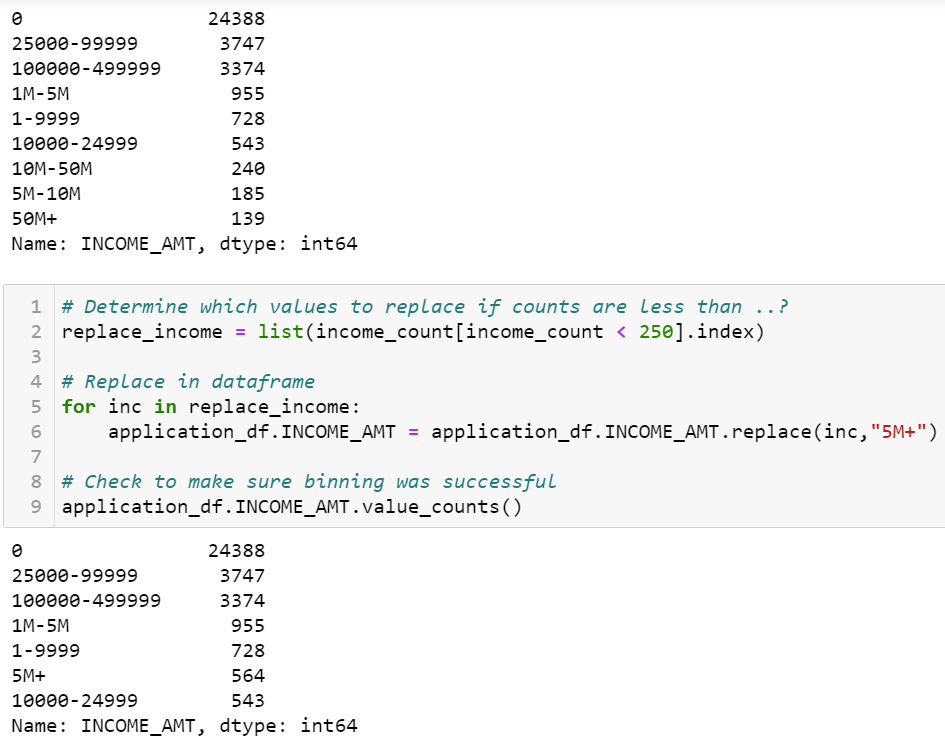 0 24388
25000-99999 3747
100000-499999 3374
1M-5M 955
1-9999 728
10000-24999 543
10M-50M 240
5M-10M 185
50M+ 139
Name: INCOME_AMT, dtype: int64
1 # Determine which values to replace if counts are less than ..?
2 replace_income = list(income_count[income_count < 250].index)
3
4 # Replace in dataframe
5 for inc in replace_income:
6     application_df.INCOME_AMT = application_df.INCOME_AMT.replace(inc,"5M+")
7
8 # Check to make sure binning was successful
9 application_df.INCOME_AMT.value_counts()
0 24388
25000-99999 3747
100000-499999 3374
1M-5M 955
1-9999 728
5M+ 564
10000-24999 543
Name: INCOME_AMT, dtype: int64